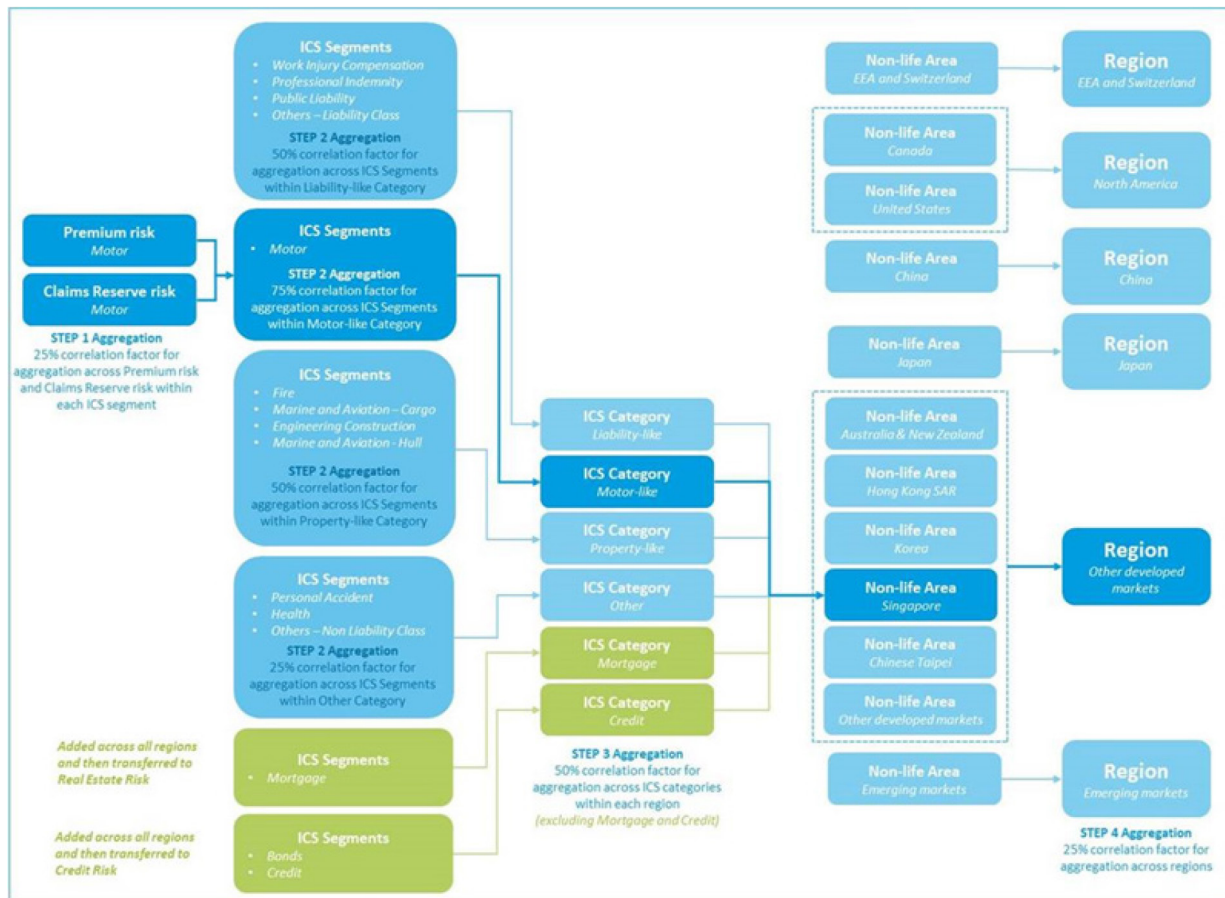 Premium risk
Motor
Claims Reserve risk
Motor
STEP 1 Aggregation
25% correlation factor for
aggregation across Premium risk
and Claims Reserve risk within
each ICS segment
Added across all regions
and then transferred to
Real Estate Risk
Added across all regions
and then transferred to
Credit Risk
ICS Segments
• Work Injury Compensation
• Professional Indemnity
• Public Liability
• Others – Liability Class
STEP 2 Aggregation
50% correlation factor for
aggregation across ICS Segments
within Liability-like Category
ICS Segments
• Motor
STEP 2 Aggregation
75% correlation factor for
aggregation across ICS Segments
within Motor-like Category
ICS Segments
• Fire
• Marine and Aviation – Cargo
• Engineering Construction
• Marine and Aviation - Hull
STEP 2 Aggregation
50% correlation factor for
aggregation across ICS Segments
within Property-like Category
ICS Segments
• Personal Accident
• Health
• Others – Non Liability Class
STEP 2 Aggregation
25% correlation factor for
aggregation across ICS Segments
within Other Category
ICS Segments
• Mortgage
ICS Segments
• Bonds
• Credit
ICS Category
Liability-like
ICS Category
Motor-like
ICS Category
Property-like
ICS Category
Other
ICS Category
Mortgage
ICS Category
Credit
STEP 3 Aggregation
50% correlation factor for
aggregation across ICS categories
within each region
(excluding Mortgage and Credit)
Non-life Area
EEA and Switzerland
Non-life Area
Canada
Non-life Area
United States
Non-life Area
China
Non-life Area
Japan
Non-life Area
Australia & New Zealand
Non-life Area
Hong Kong SAR
Non-life Area
Korea
Non-life Area
Singapore
Non-life Area
Chinese Taipei
Non-life Area
Other developed markets
Non-life Area
Emerging markets
Region
EEA and Switzerland
Region
North America
Region
China
Region
Japan
Region
Other developed
markets
Region
Emerging markets
STEP 4 Aggregation
25% correlation factor for
aggregation across regions